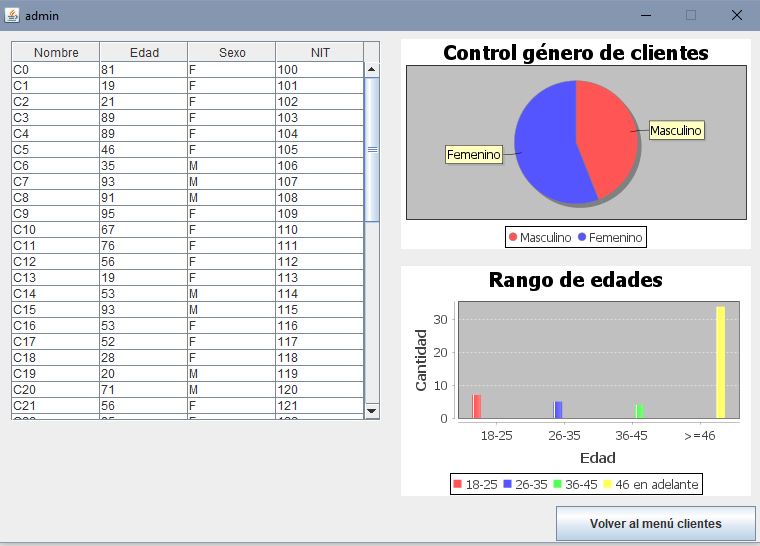 admin
Nombre Edad Sexo NIT
C0 81 F 100
C1 19 F 101
C2 21 F 102
C3 89 F 103
C4 89 F 104
C5 46 F 105
C6 35 M 106
C7 93 M 107
C8 91 M 108
C9 95 F 109
C10 67 F 110
C11 76 F 111
C12 56 F 112
C13 19 F 113
C14 53 M 114
C15 93 M 115
C16 53 F 116
C17 52 F 117
C18 28 F 118
C19 20 M 119
C20 71 M 120
C21 56 F 121
Control género de clientes
Masculino
Femenino
Masculino Femenino
Rango de edades
Cantidad
30
20
10
0
18-25 26-35 36-45 >=46
Edad
18-25 26-35 36-45 46 en adelante
Volver al menú clientes